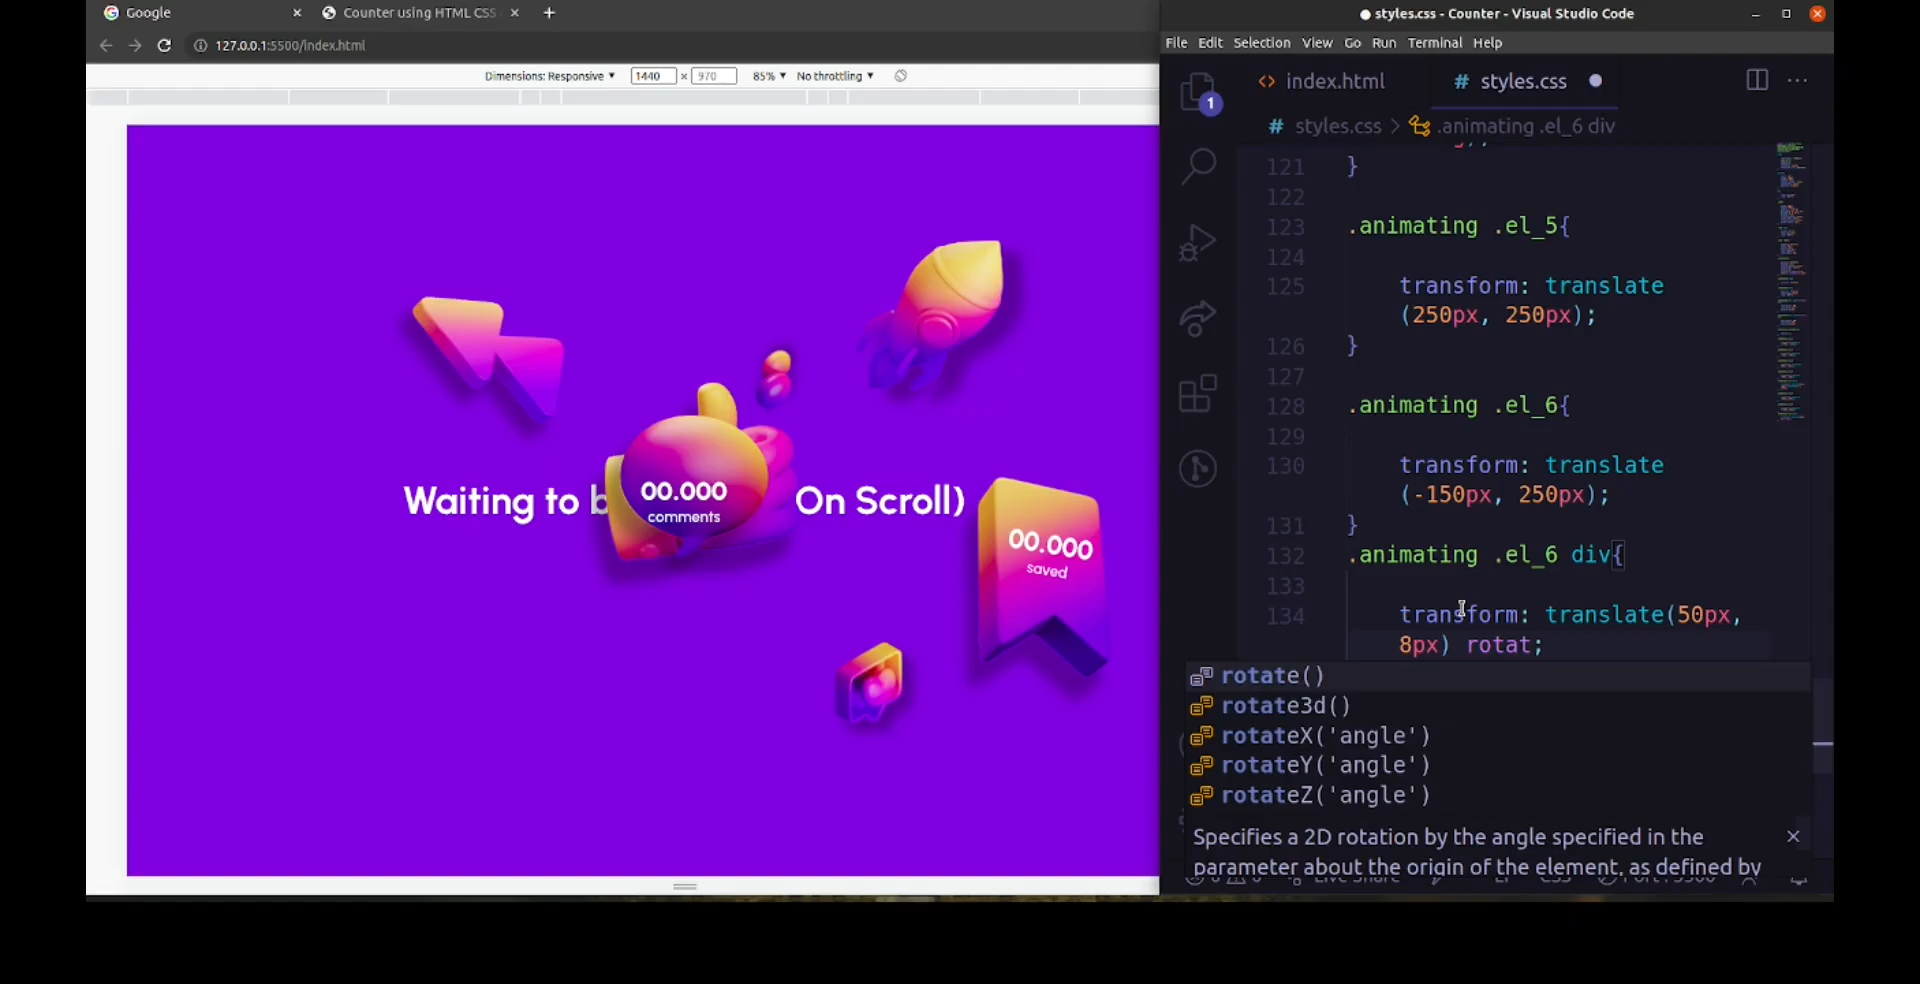 Google
Counter using HTML CSS
127.0.0.1:5500/index.html
Dimensions: Responsive 1440 × 970 85% No throttling
Waiting to b
On Scroll)
00.000
comments
00.000
saved
styles.css - Counter - Visual Studio Code
File Edit Selection View Go Run Terminal Help
1
index.html
# styles.css
# styles.css > .animating .el_6 div
121 }
122
123 .animating .el_5{
124
125 transform: translate
(250px, 250px);
126 }
127
128 .animating .el_6{
129
130 transform: translate
(-150px, 250px);
131 }
132 .animating .el_6 div{
133
134 transform: translate(50px,
8px) rotat;
rotate()
rotate3d()
rotateX('angle')
rotateY('angle')
rotateZ('angle')
Specifies a 2D rotation by the angle specified in the
parameter about the origin of the element, as defined by